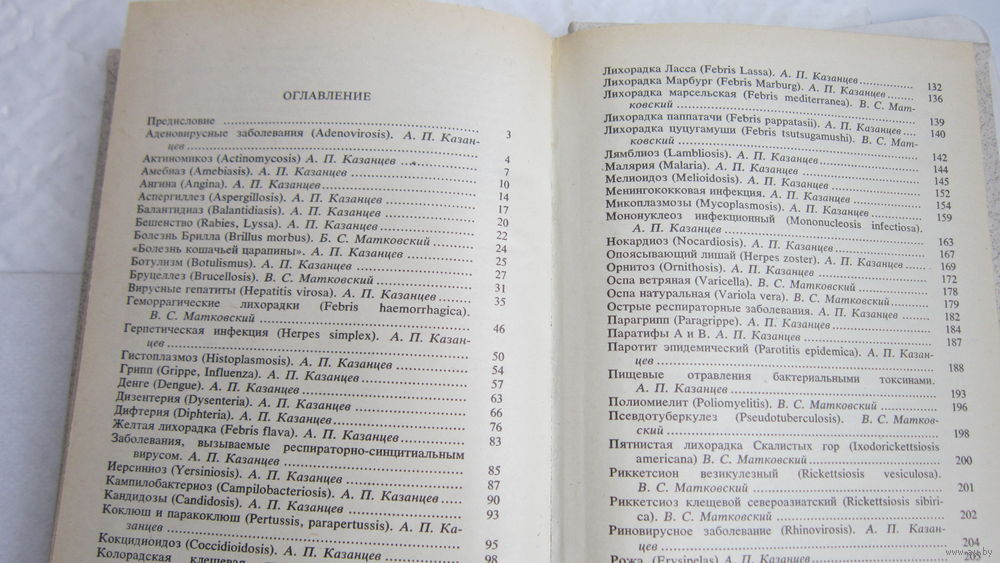 ОГЛАВЛЕНИЕ
Предисловие 3
Аденовирусные заболевания (Adenovirosis). А. П. Казан-
цев 4
Актиномикоз (Actinomycosis) А. П. Казанцев 7
Амебиаз (Amebiasis). А. П. Казанцев 10
Ангина (Angina). А. П. Казанцев 14
Аспергиллез (Aspergillosis). А. П. Казанцев 17
Балантидиаз (Balantidiasis). А. П. Казанцев 20
Бешенство (Rabies, Lyssa). А. П. Казанцев 22
Болезнь Брилла (Brillus morbus). Б. С. Матковский 24
«Болезнь кошачьей царапины». А. П. Казанцев 25
Ботулизм (Botulismus). А. П. Казанцев 27
Бруцеллез (Brucellosis). В. С. Матковский 31
Вирусные гепатиты (Hepatitis virosa). А. П. Казанцев 35
Геморрагические лихорадки (Febris haemorrhagica).
В. С. Матковский 46
Герпетическая инфекция (Herpes simplex). А. П. Казан-
цев 50
Гистоплазмоз (Histoplasmosis). А. П. Казанцев 54
Грипп (Grippe, Influenza). А. П. Казанцев 57
Денге (Dengue). А. П. Казанцев 63
Дизентерия (Dysenteria). А. П. Казанцев 66
Дифтерия (Diphteria). А. П. Казанцев 76
Желтая лихорадка (Febris flava). А. П. Казанцев 83
Заболевания, вызываемые респираторно-синцитиальным
вирусом. А. П. Казанцев 85
Иерсиниоз (Yersiniosis). А. П. Казанцев 87
Кампилобактериоз (Campilobacteriosis). А. П. Казанцев 90
Кандидозы (Candidosis). А. П. Казанцев 93
Коклюш и паракоклюш (Pertussis, parapertussis). А. П. Ка-
занцев 95
Кокцидиоидоз (Coccidioidosis). А. П. Казанцев 98
Колорадская клещевая
Лихорадка Ласса (Febris Lassa). А. П. Казанцев 132
Лихорадка Марбург (Febris Marburg). А. П. Казанцев 136
Лихорадка марсельская (Febris mediterranea). В. С. Мат-
ковский 139
Лихорадка паппатачи (Febris pappatasii). А. П. Казанцев 140
Лихорадка цуцугамуши (Febris tsutsugamushi). В. С. Мат-
ковский 142
Лямблиоз (Lambliosis). А. П. Казанцев 144
Малярия (Malaria). А. П. Казанцев 145
Мелиоидоз (Melioidosis). А. П. Казанцев 152
Менингококковая инфекция. А. П. Казанцев 154
Микоплазмозы (Mycoplasmosis). А. П. Казанцев 159
Мононуклеоз инфекционный (Mononucleosis infectiosa).
А. П. Казанцев 163
Нокардиоз (Nocardiosis). А. П. Казанцев 167
Опоясывающий лишай (Herpes zoster). А. П. Казанцев 169
Орнитоз (Ornithosis). А. П. Казанцев 172
Оспа ветряная (Varicella). В. С. Матковский 178
Оспа натуральная (Variola vera). В. С. Матковский 179
Острые респираторные заболевания. А. П. Казанцев 182
Парагрипп (Paragrippe). А. П. Казанцев 184
Паратифы А и В. А. П. Казанцев 187
Паротит эпидемический (Parotitis epidemica). А. П. Казан-
цев 188
Пищевые отравления бактериальными токсинами.
А. П. Казанцев 193
Полиомиелит (Poliomyelitis). В. С. Матковский 196
Псевдотуберкулез (Pseudotuberculosis). В. С. Матков-
ский 198
Пятнистая лихорадка Скалистых гор (Ixodorickettsiosis
americana) В. С. Матковский 200
Риккетсиоз везикулезный (Rickettsiosis vesiculosa).
В. С. Матковский 201
Риккетсиоз клещевой североазиатский (Rickettsiosis sibiri-
ca). В. С. Матковский 202
Риновирусное заболевание (Rhinovirosis). А. П. Казан-
цев 204
Рожа (Erysipelas) А. П. Казанцев 205
www.ay.by